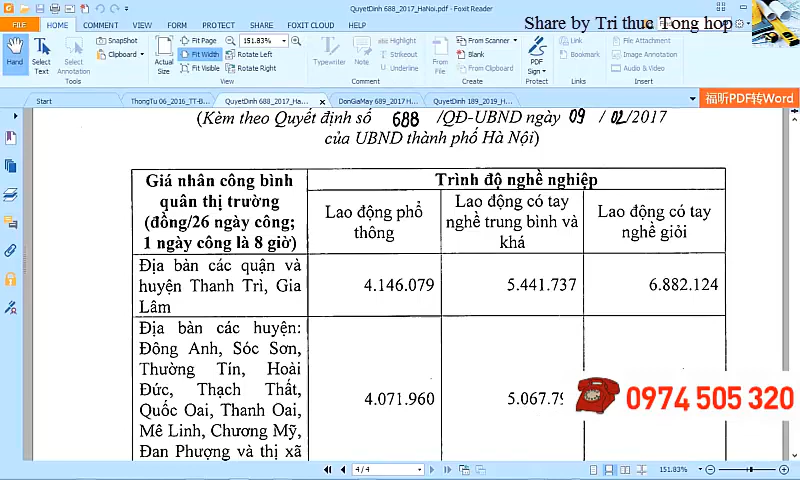 QuyetDinh 688_2017_HaNoi.pdf - Foxit Reader
Share by Tri thuc Tong hop
FILE HOME COMMENT VIEW FORM PROTECT SHARE FOXIT CLOUD HELP
Hand
Select Text
Select Annotation
SnapShot
Clipboard
Tools
Actual Size
Fit Page
Fit Width
Fit Visible
151.83%
Rotate Left
Rotate Right
View
Typewriter
Note
Highlight
Strikeout
Underline
Comment
From File
From Scanner
Blank
From Clipboard
Create
PDF Sign
Protect
Link
Bookmark
Links
File Attachment
Image Annotation
Audio & Video
Insert
Start
ThongTu 06_2016_TT-B...
QuyetDinh 688_2017_Ha...
DonGiaMay 689_2017 H...
QuyetDinh 189_2019_H...
福昕PDF转Word
(Kèm theo Quyết định số 688 /QĐ-UBND ngày 09 / 02/2017
của UBND thành phố Hà Nội)
Giá nhân công bình
quân thị trường
(đồng/26 ngày công;
1 ngày công là 8 giờ)
Trình độ nghề nghiệp
Lao động phổ
thông
Lao động có tay
nghề trung bình và
khá
Lao động có tay
nghề giỏi
Địa bàn các quận và
huyện Thanh Trì, Gia
Lâm
4.146.079
5.441.737
6.882.124
Địa bàn các huyện:
Đông Anh, Sóc Sơn,
Thường Tín, Hoài
Đức, Thạch Thất,
Quốc Oai, Thanh Oai,
Mê Linh, Chương Mỹ,
Đan Phượng và thị xã
4.071.960
5.067.79
0974 505 320
4 / 4
151.83%